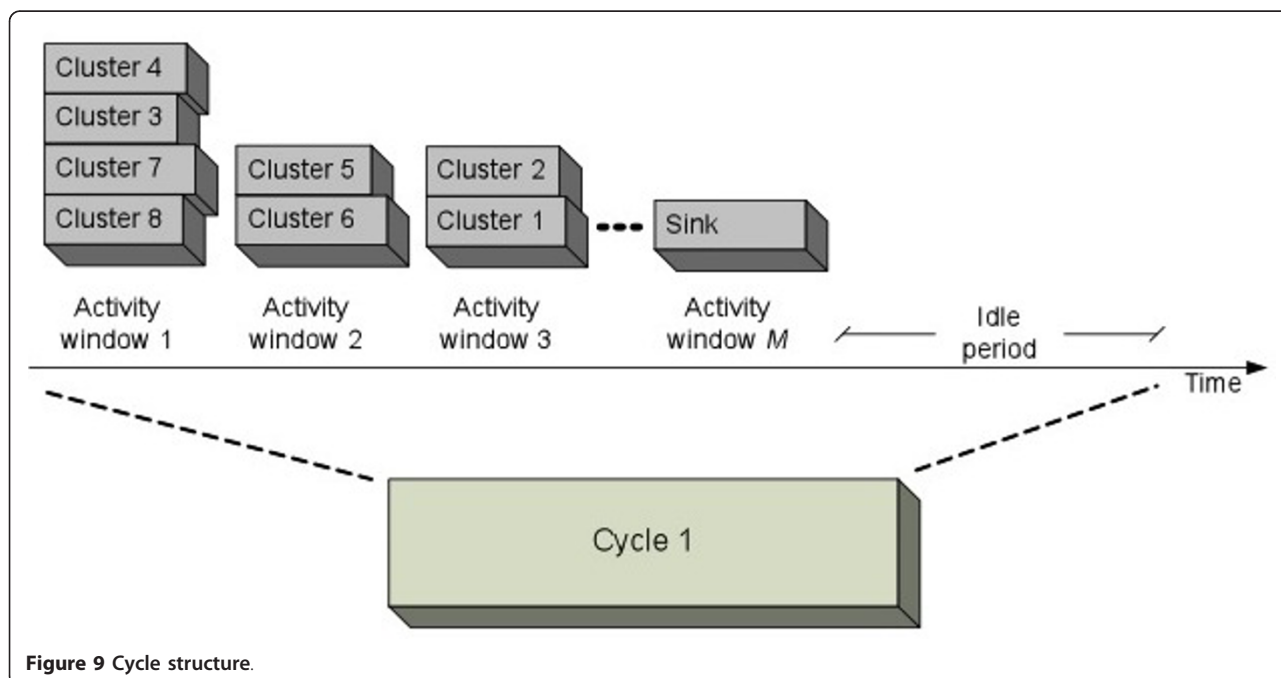 Cluster 4
Cluster 3
Cluster 7
Cluster 8
Cluster 5
Cluster 6
Cluster 2
Cluster 1
Sink
Activity
window 1
Activity
window 2
Activity
window 3
Activity
window M
Idle
period
Time
Cycle 1
Figure 9 Cycle structure.